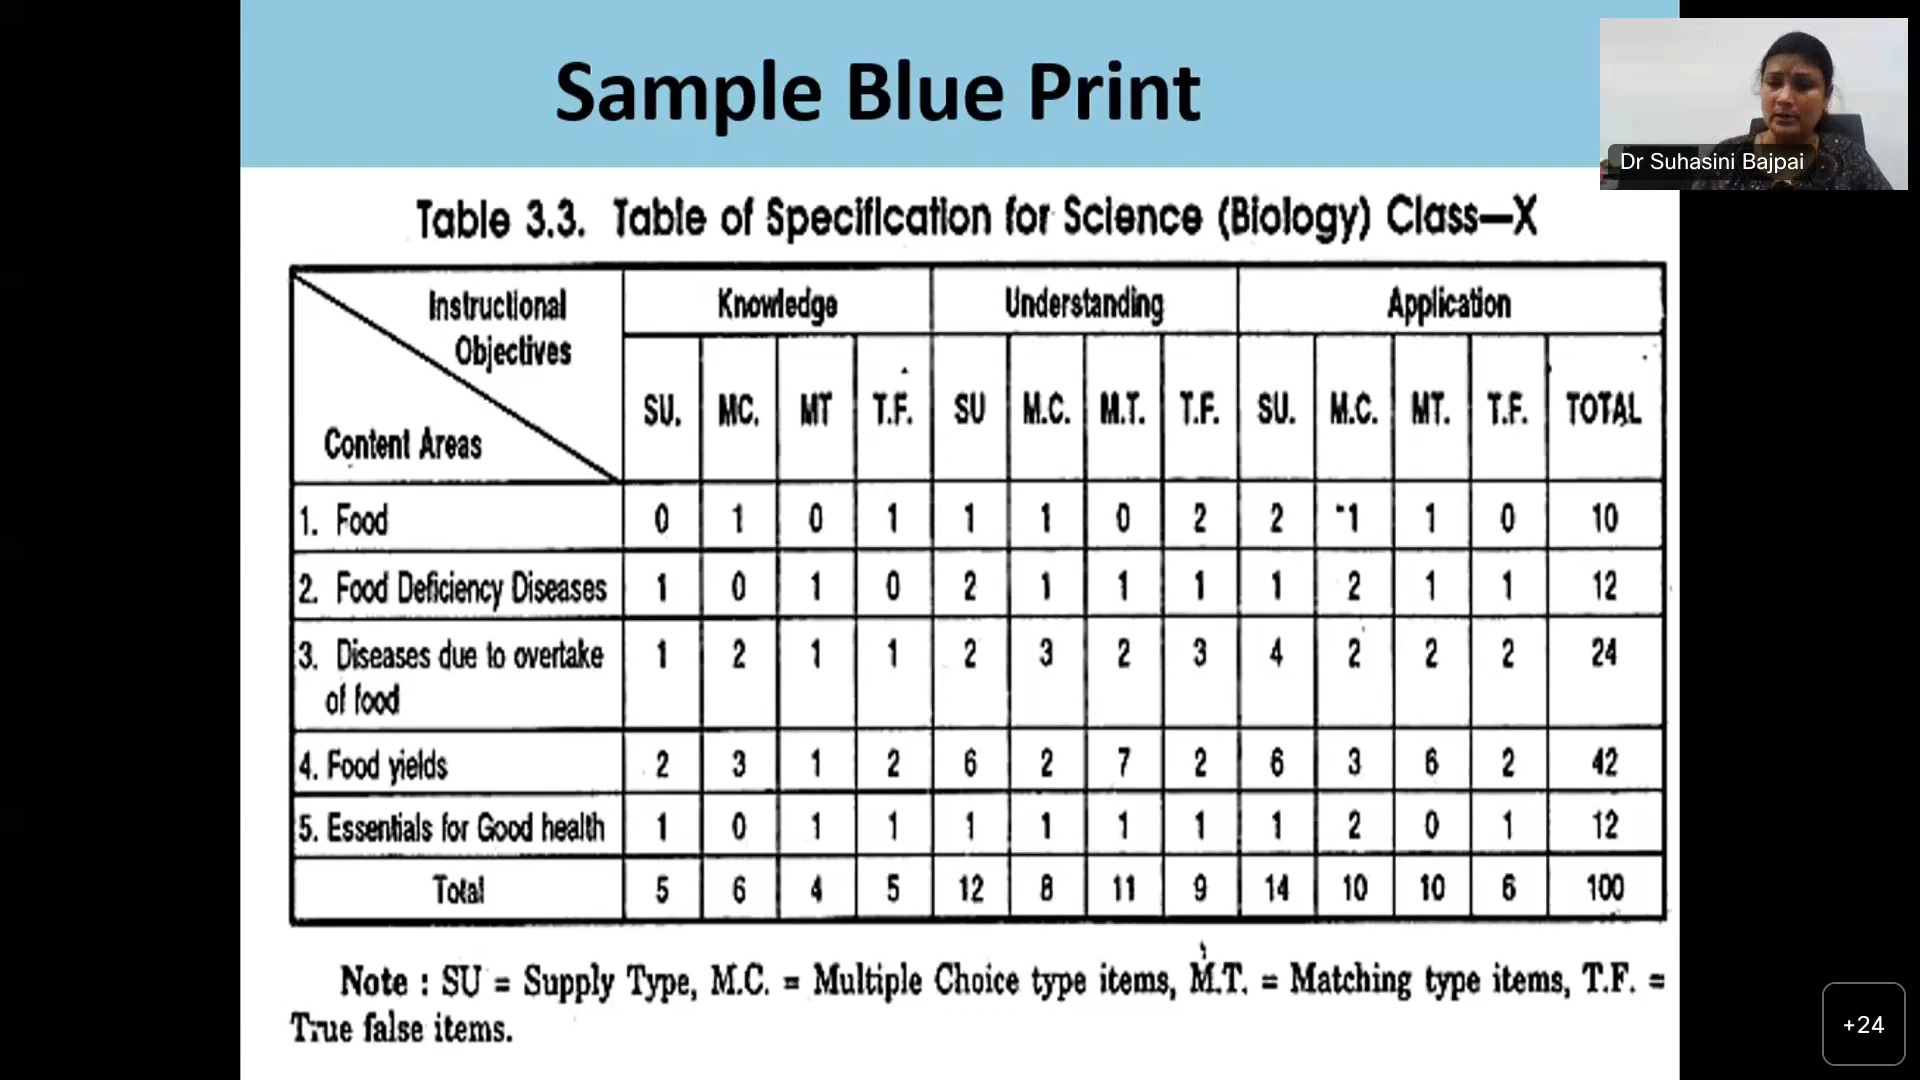 Sample Blue Print
Dr Suhasini Bajpai
Table 3.3. Table of Specification for Science (Biology) Class—X
Instructional Objectives
Content Areas
Knowledge Understanding Application
SU. MC. MT T.F. SU M.C. M.T. T.F. SU. M.C. MT. T.F. TOTAL
1. Food 0 1 0 1 1 1 0 2 2 1 1 0 10
2. Food Deficiency Diseases 1 0 1 0 2 1 1 1 1 2 1 1 12
3. Diseases due to overtake of food 1 2 1 1 2 3 2 3 4 2 2 2 24
4. Food yields 2 3 1 2 6 2 7 2 6 3 6 2 42
5. Essentials for Good health 1 0 1 1 1 1 1 1 1 2 0 1 12
Total 5 6 4 5 12 8 11 9 14 10 10 6 100
Note : SU = Supply Type, M.C. = Multiple Choice type items, M.T. = Matching type items, T.F. =
True false items.
+24